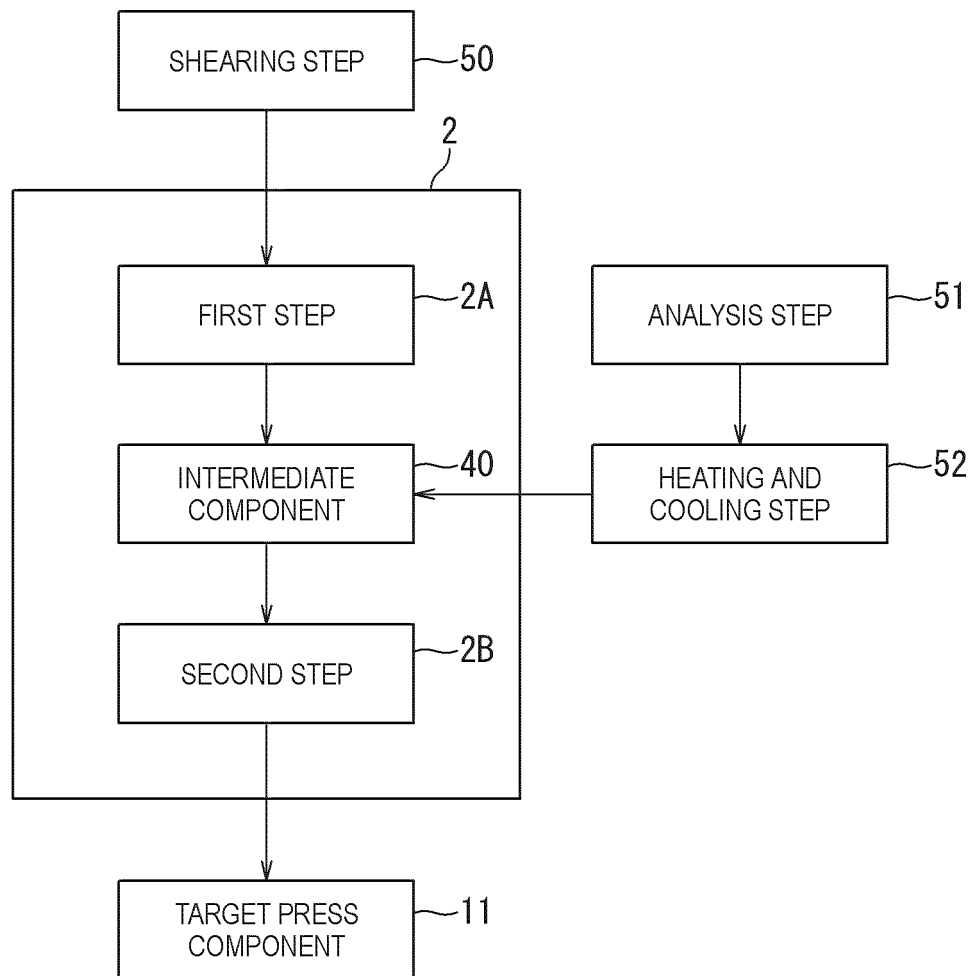 SHEARING STEP
50
2
FIRST STEP
2A
ANALYSIS STEP
51
INTERMEDIATE
COMPONENT
40
HEATING AND
COOLING STEP
52
SECOND STEP
2B
TARGET PRESS
COMPONENT
11